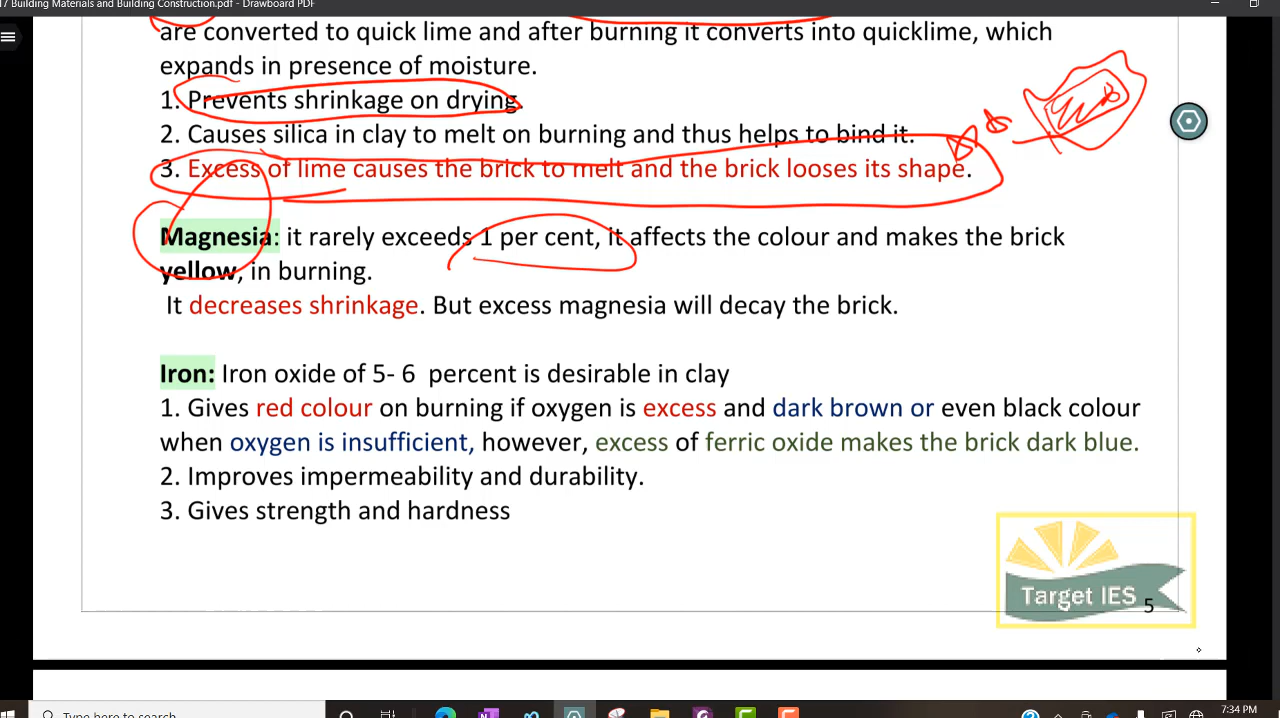 17 Building Materials and Building Construction.pdf - Drawboard PDF
are converted to quick lime and after burning it converts into quicklime, which
expands in presence of moisture.
1. Prevents shrinkage on drying.
2. Causes silica in clay to melt on burning and thus helps to bind it.
3. Excess of lime causes the brick to melt and the brick looses its shape.
Magnesia: it rarely exceeds 1 per cent, it affects the colour and makes the brick
yellow, in burning.
It decreases shrinkage. But excess magnesia will decay the brick.
Iron: Iron oxide of 5- 6 percent is desirable in clay
1. Gives red colour on burning if oxygen is excess and dark brown or even black colour
when oxygen is insufficient, however, excess of ferric oxide makes the brick dark blue.
2. Improves impermeability and durability.
3. Gives strength and hardness
Target IES
5
Type here to search
7:34 PM